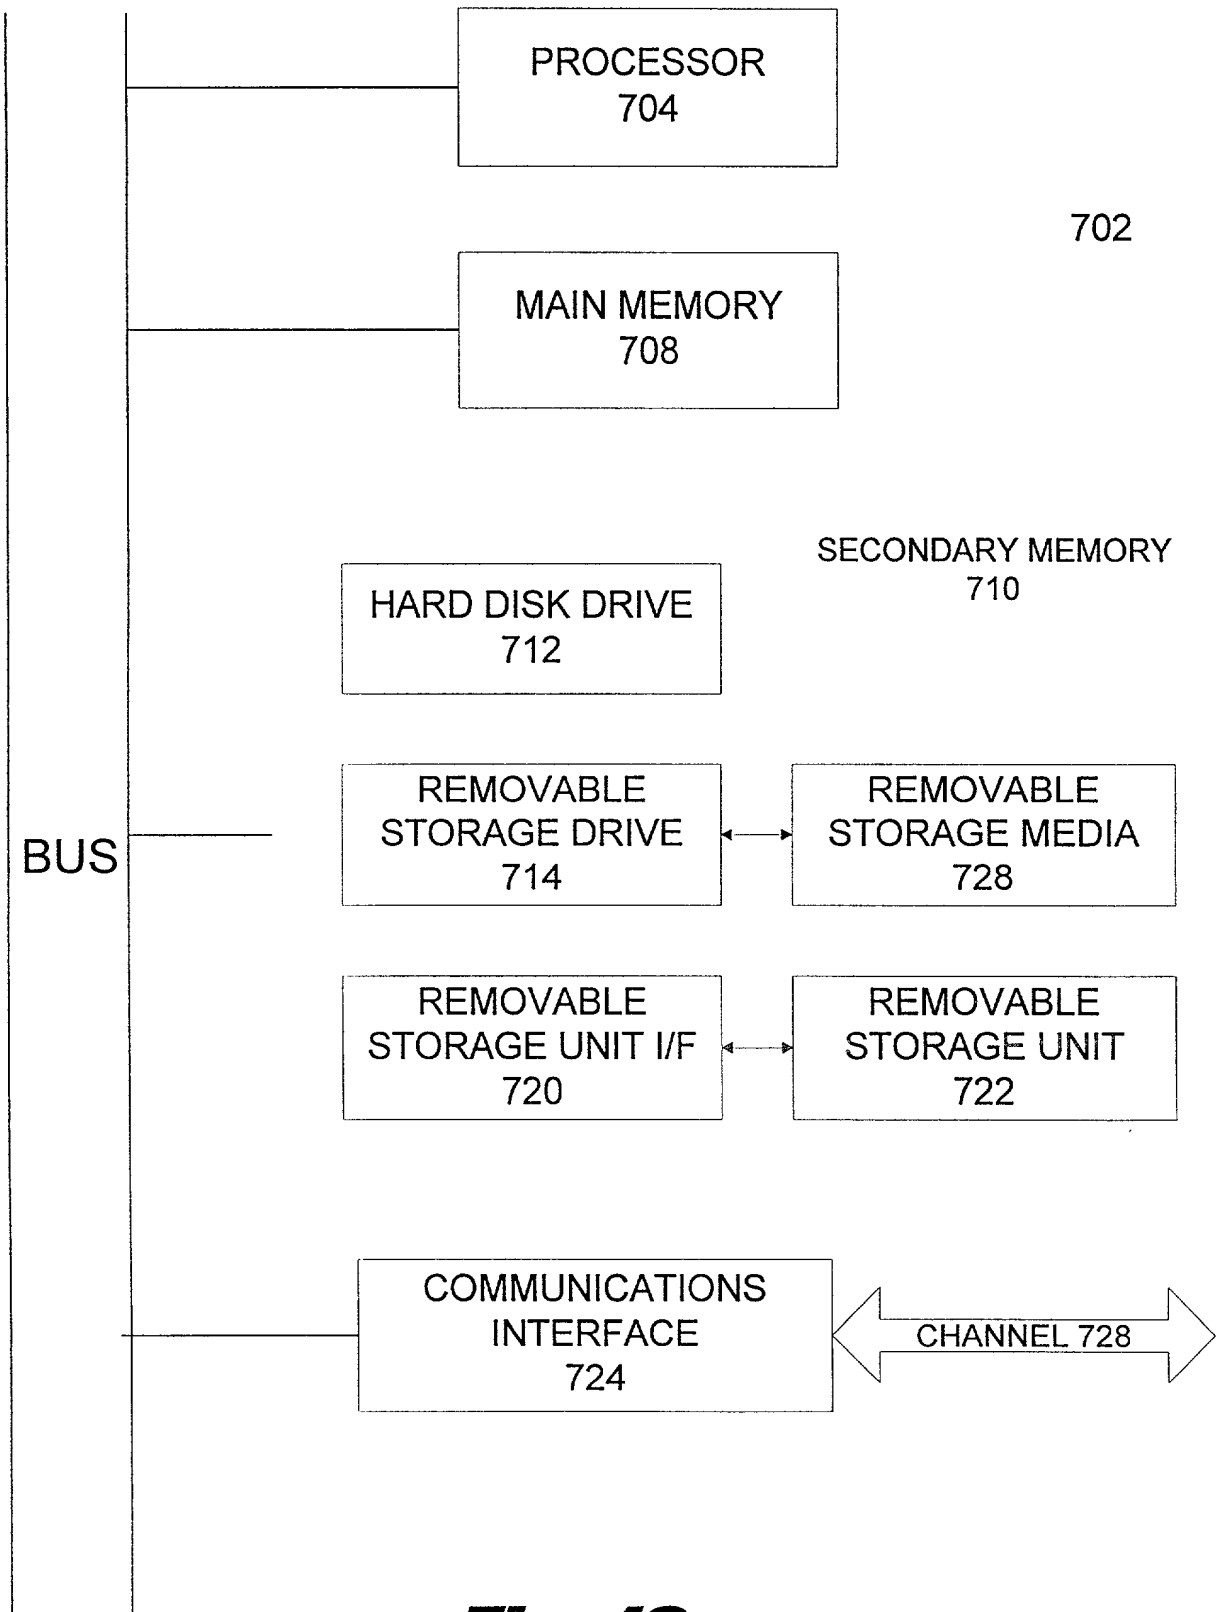 PROCESSOR
704
702
MAIN MEMORY
708
SECONDARY MEMORY
710
HARD DISK DRIVE
712
BUS
REMOVABLE
STORAGE DRIVE
714
REMOVABLE
STORAGE MEDIA
728
REMOVABLE
STORAGE UNIT I/F
720
REMOVABLE
STORAGE UNIT
722
COMMUNICATIONS
INTERFACE
724
CHANNEL 728